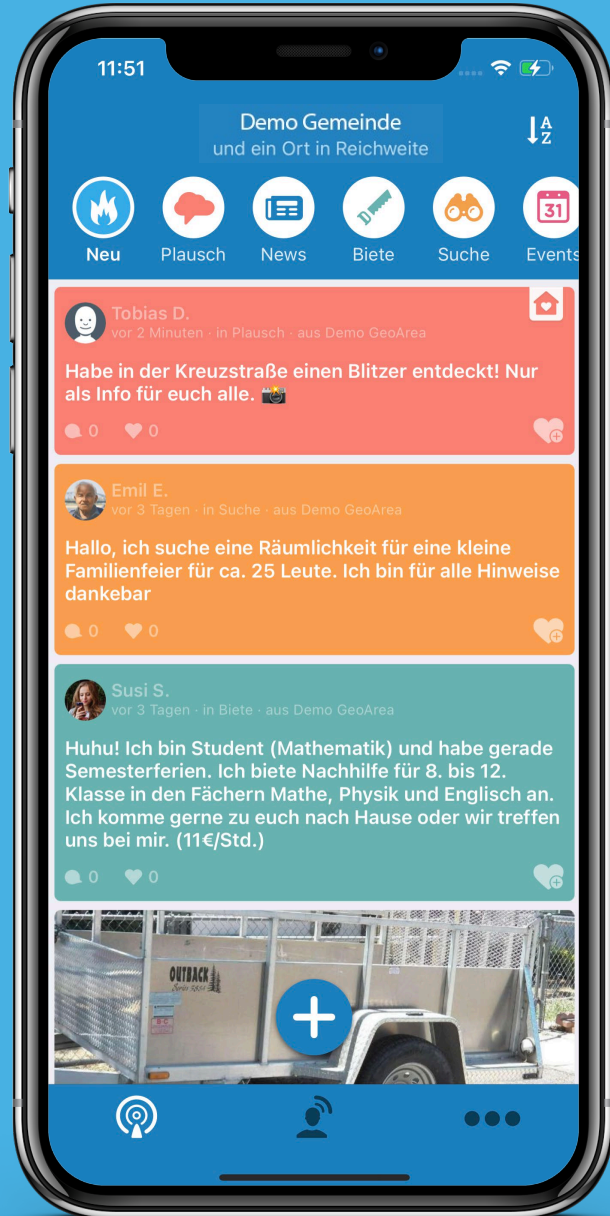 11:51
Demo Gemeinde
und ein Ort in Reichweite
A
Z
31
Neu
Plausch
News
Biete
Suche
Events
Tobias D.
vor 2 Minuten · in Plausch · aus Demo GeoArea
Habe in der Kreuzstraße einen Blitzer entdeckt! Nur
als Info für euch alle. 📸
0 0
Emil E.
vor 3 Tagen · in Suche · aus Demo GeoArea
Hallo, ich suche eine Räumlichkeit für eine kleine
Familienfeier für ca. 25 Leute. Ich bin für alle Hinweise
dankebar
0 0
Susi S.
vor 3 Tagen · in Biete · aus Demo GeoArea
Huhu! Ich bin Student (Mathematik) und habe gerade
Semesterferien. Ich biete Nachhilfe für 8. bis 12.
Klasse in den Fächern Mathe, Physik und Englisch an.
Ich komme gerne zu euch nach Hause oder wir treffen
uns bei mir. (11€/Std.)
0 0
OUTBACK